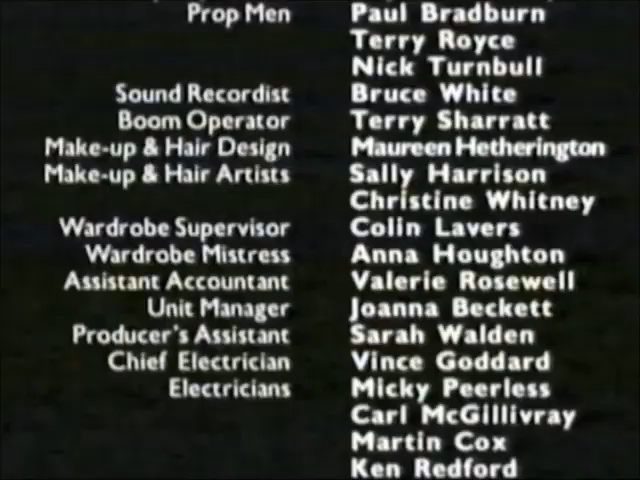 Prop Men Paul Bradburn
Terry Royce
Nick Turnbull
Sound Recordist Bruce White
Boom Operator Terry Sharratt
Make-up & Hair Design Maureen Hetherington
Make-up & Hair Artists Sally Harrison
Christine Whitney
Wardrobe Supervisor Colin Lavers
Wardrobe Mistress Anna Houghton
Assistant Accountant Valerie Rosewell
Unit Manager Joanna Beckett
Producer's Assistant Sarah Walden
Chief Electrician Vince Goddard
Electricians Micky Peerless
Carl McGillivray
Martin Cox
Ken Redford